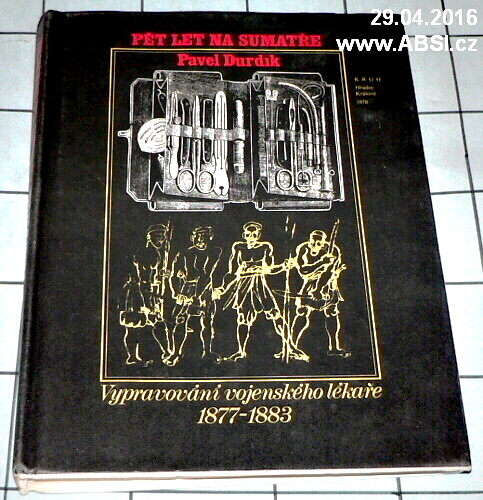 29.04.2016
www.ABSI.cz
PĚT LET NA SUMATŘE
Pavel Durdík
K R U H
Hradec
Králové
1978
Vypravování vojenského lékaře
1877-1883